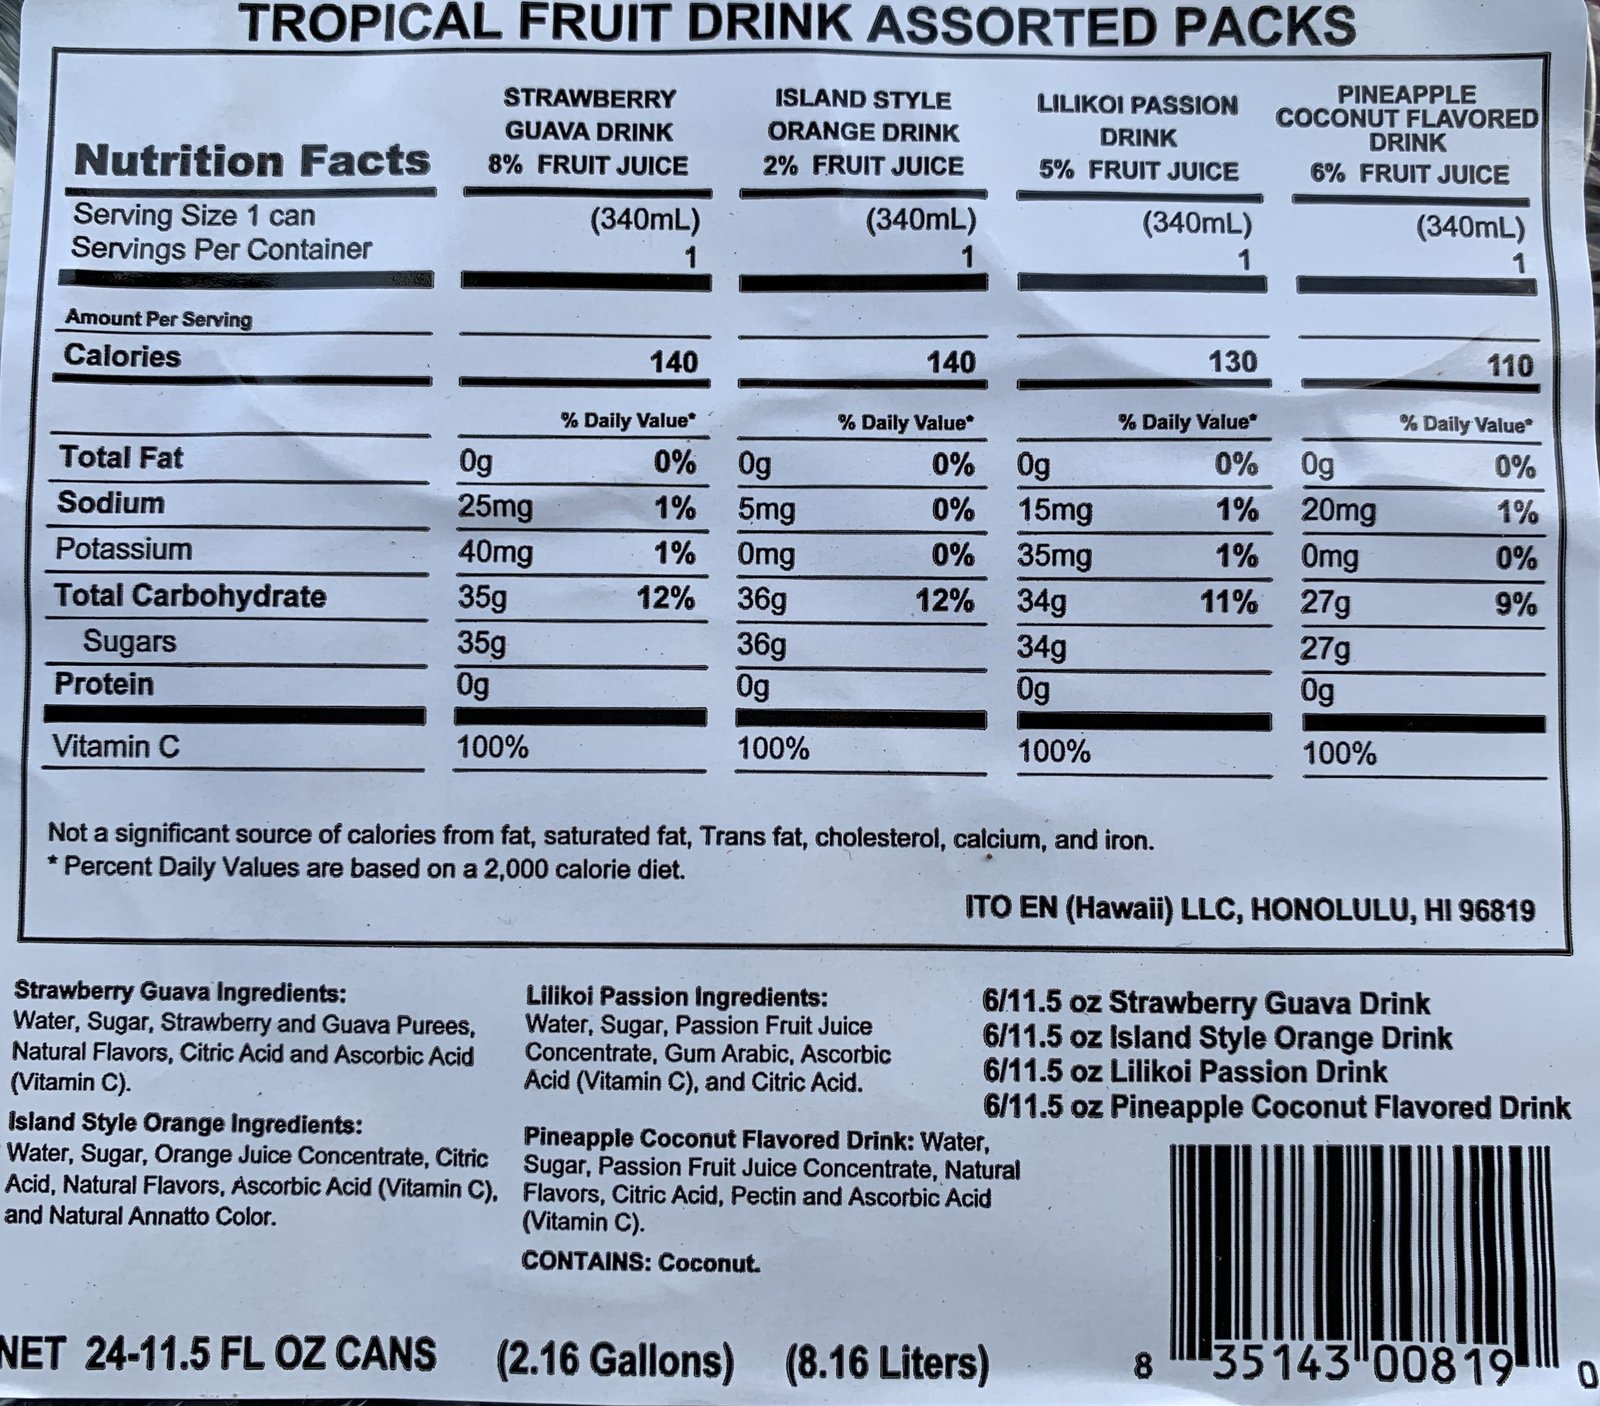 TROPICAL FRUIT DRINK ASSORTED PACKS
STRAWBERRY
GUAVA DRINK
8% FRUIT JUICE
ISLAND STYLE
ORANGE DRINK
2% FRUIT JUICE
LILIKOI PASSION
DRINK
5% FRUIT JUICE
PINEAPPLE
COCONUT FLAVORED
DRINK
6% FRUIT JUICE
Nutrition Facts
Serving Size 1 can (340mL) (340mL) (340mL) (340mL)
Servings Per Container 1 1 1 1
Amount Per Serving
Calories 140 140 130 110
% Daily Value* % Daily Value* % Daily Value* % Daily Value*
Total Fat 0g 0% 0g 0% 0g 0% 0g 0%
Sodium 25mg 1% 5mg 0% 15mg 1% 20mg 1%
Potassium 40mg 1% 0mg 0% 35mg 1% 0mg 0%
Total Carbohydrate 35g 12% 36g 12% 34g 11% 27g 9%
Sugars 35g 36g 34g 27g
Protein 0g 0g 0g 0g
Vitamin C 100% 100% 100% 100%
Not a significant source of calories from fat, saturated fat, Trans fat, cholesterol, calcium, and iron.
* Percent Daily Values are based on a 2,000 calorie diet.
ITO EN (Hawaii) LLC, HONOLULU, HI 96819
Strawberry Guava Ingredients:
Water, Sugar, Strawberry and Guava Purees,
Natural Flavors, Citric Acid and Ascorbic Acid
(Vitamin C).
Island Style Orange Ingredients:
Water, Sugar, Orange Juice Concentrate, Citric
Acid, Natural Flavors, Ascorbic Acid (Vitamin C),
and Natural Annatto Color.
Lilikoi Passion Ingredients:
Water, Sugar, Passion Fruit Juice
Concentrate, Gum Arabic, Ascorbic
Acid (Vitamin C), and Citric Acid.
Pineapple Coconut Flavored Drink: Water,
Sugar, Passion Fruit Juice Concentrate, Natural
Flavors, Citric Acid, Pectin and Ascorbic Acid
(Vitamin C).
CONTAINS: Coconut.
6/11.5 oz Strawberry Guava Drink
6/11.5 oz Island Style Orange Drink
6/11.5 oz Lilikoi Passion Drink
6/11.5 oz Pineapple Coconut Flavored Drink
NET 24-11.5 FL OZ CANS (2.16 Gallons) (8.16 Liters)
8 35143 00819 0